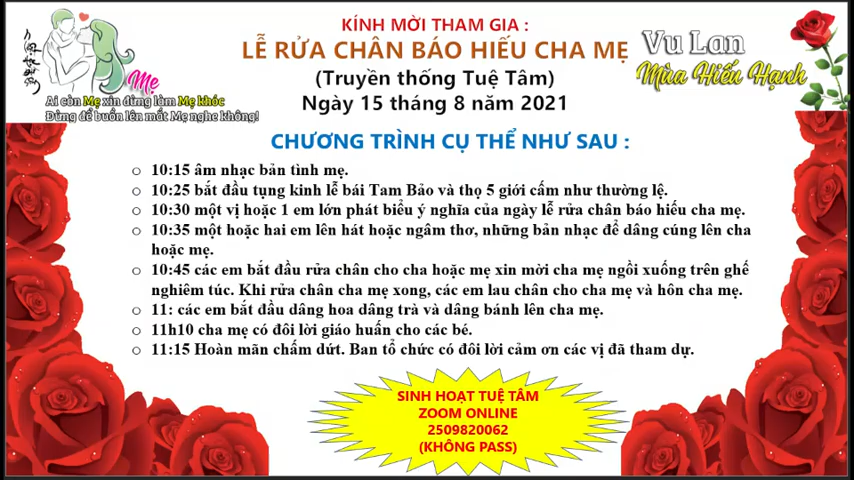 KÍNH MỜI THAM GIA :
LỄ RỬA CHÂN BÁO HIẾU CHA MẸ
(Truyền thống Tuệ Tâm)
Ngày 15 tháng 8 năm 2021
Mẹ
Ai còn Mẹ xin đừng làm Mẹ khóc
Đừng để buồn lên mắt Mẹ nghe không!
Vu Lan
Mùa Hiếu Hạnh
CHƯƠNG TRÌNH CỤ THỂ NHƯ SAU :
o 10:15 âm nhạc bản tình mẹ.
o 10:25 bắt đầu tụng kinh lễ bái Tam Bảo và thọ 5 giới cấm như thường lệ.
o 10:30 một vị hoặc 1 em lớn phát biểu ý nghĩa của ngày lễ rửa chân báo hiếu cha mẹ.
o 10:35 một hoặc hai em lên hát hoặc ngâm thơ, những bản nhạc để dâng cúng lên cha
hoặc mẹ.
o 10:45 các em bắt đầu rửa chân cho cha hoặc mẹ xin mời cha mẹ ngồi xuống trên ghế
nghiêm túc. Khi rửa chân cha mẹ xong, các em lau chân cho cha mẹ và hôn cha mẹ.
o 11: các em bắt đầu dâng hoa dâng trà và dâng bánh lên cha mẹ.
o 11h10 cha mẹ có đôi lời giáo huấn cho các bé.
o 11:15 Hoàn mãn chấm dứt. Ban tổ chức có đôi lời cảm ơn các vị đã tham dự.
SINH HOẠT TUỆ TÂM
ZOOM ONLINE
2509820062
(KHÔNG PASS)